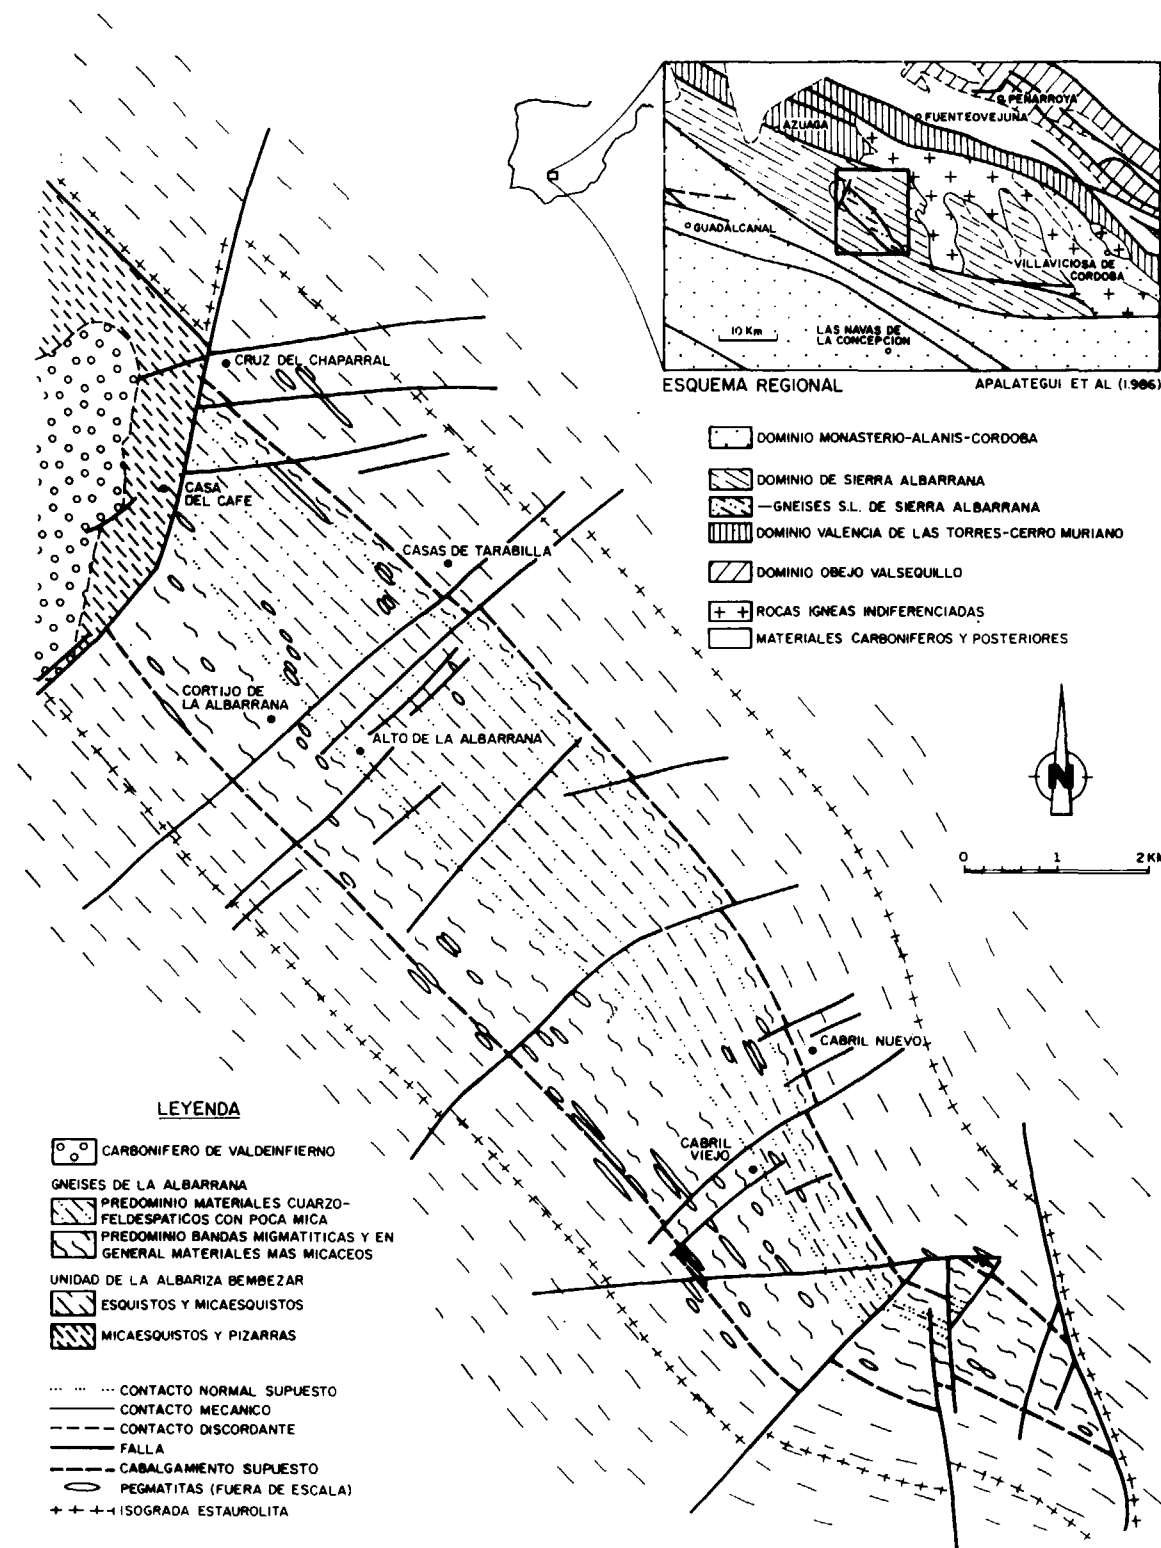 PEÑARROYA
FUENTEOVEJUNA
AZUAGA
GUADALCANAL
VILLAVICIOSA DE
CORDOBA
10 Km
LAS NAVAS DE
LA CONCEPCION
ESQUEMA REGIONAL
APALATEGUI ET AL (1.986)
DOMINIO MONASTERIO-ALANIS-CORDOBA
DOMINIO DE SIERRA ALBARRANA
—GNEISES S.L. DE SIERRA ALBARRANA
DOMINIO VALENCIA DE LAS TORRES-CERRO MURIANO
DOMINIO OBEJO VALSEQUILLO
ROCAS IGNEAS INDIFERENCIADAS
MATERIALES CARBONIFEROS Y POSTERIORES
CRUZ DEL CHAPARRAL
CASA
DEL CAFE
CASAS DE TARABILLA
CORTIJO DE
LA ALBARRANA
ALTO DE LA ALBARRANA
N
0 1 2 KM
CABRIL NUEVO
CABRIL
VIEJO
LEYENDA
CARBONIFERO DE VALDEINFIERNO
GNEISES DE LA ALBARRANA
PREDOMINIO MATERIALES CUARZO-
FELDESPATICOS CON POCA MICA
PREDOMINIO BANDAS MIGMATITICAS Y EN
GENERAL MATERIALES MAS MICACEOS
UNIDAD DE LA ALBARIZA BEMBEZAR
ESQUISTOS Y MICAESQUISTOS
MICAESQUISTOS Y PIZARRAS
CONTACTO NORMAL SUPUESTO
CONTACTO MECANICO
CONTACTO DISCORDANTE
FALLA
CABALGAMIENTO SUPUESTO
PEGMATITAS (FUERA DE ESCALA)
ISOGRADA ESTAUROLITA